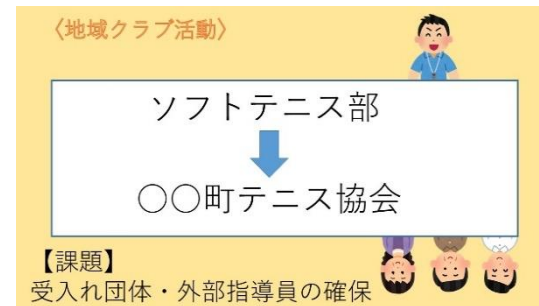 〈地域クラブ活動〉
ソフトテニス部
○○町テニス協会
【課題】
受入れ団体・外部指導員の確保